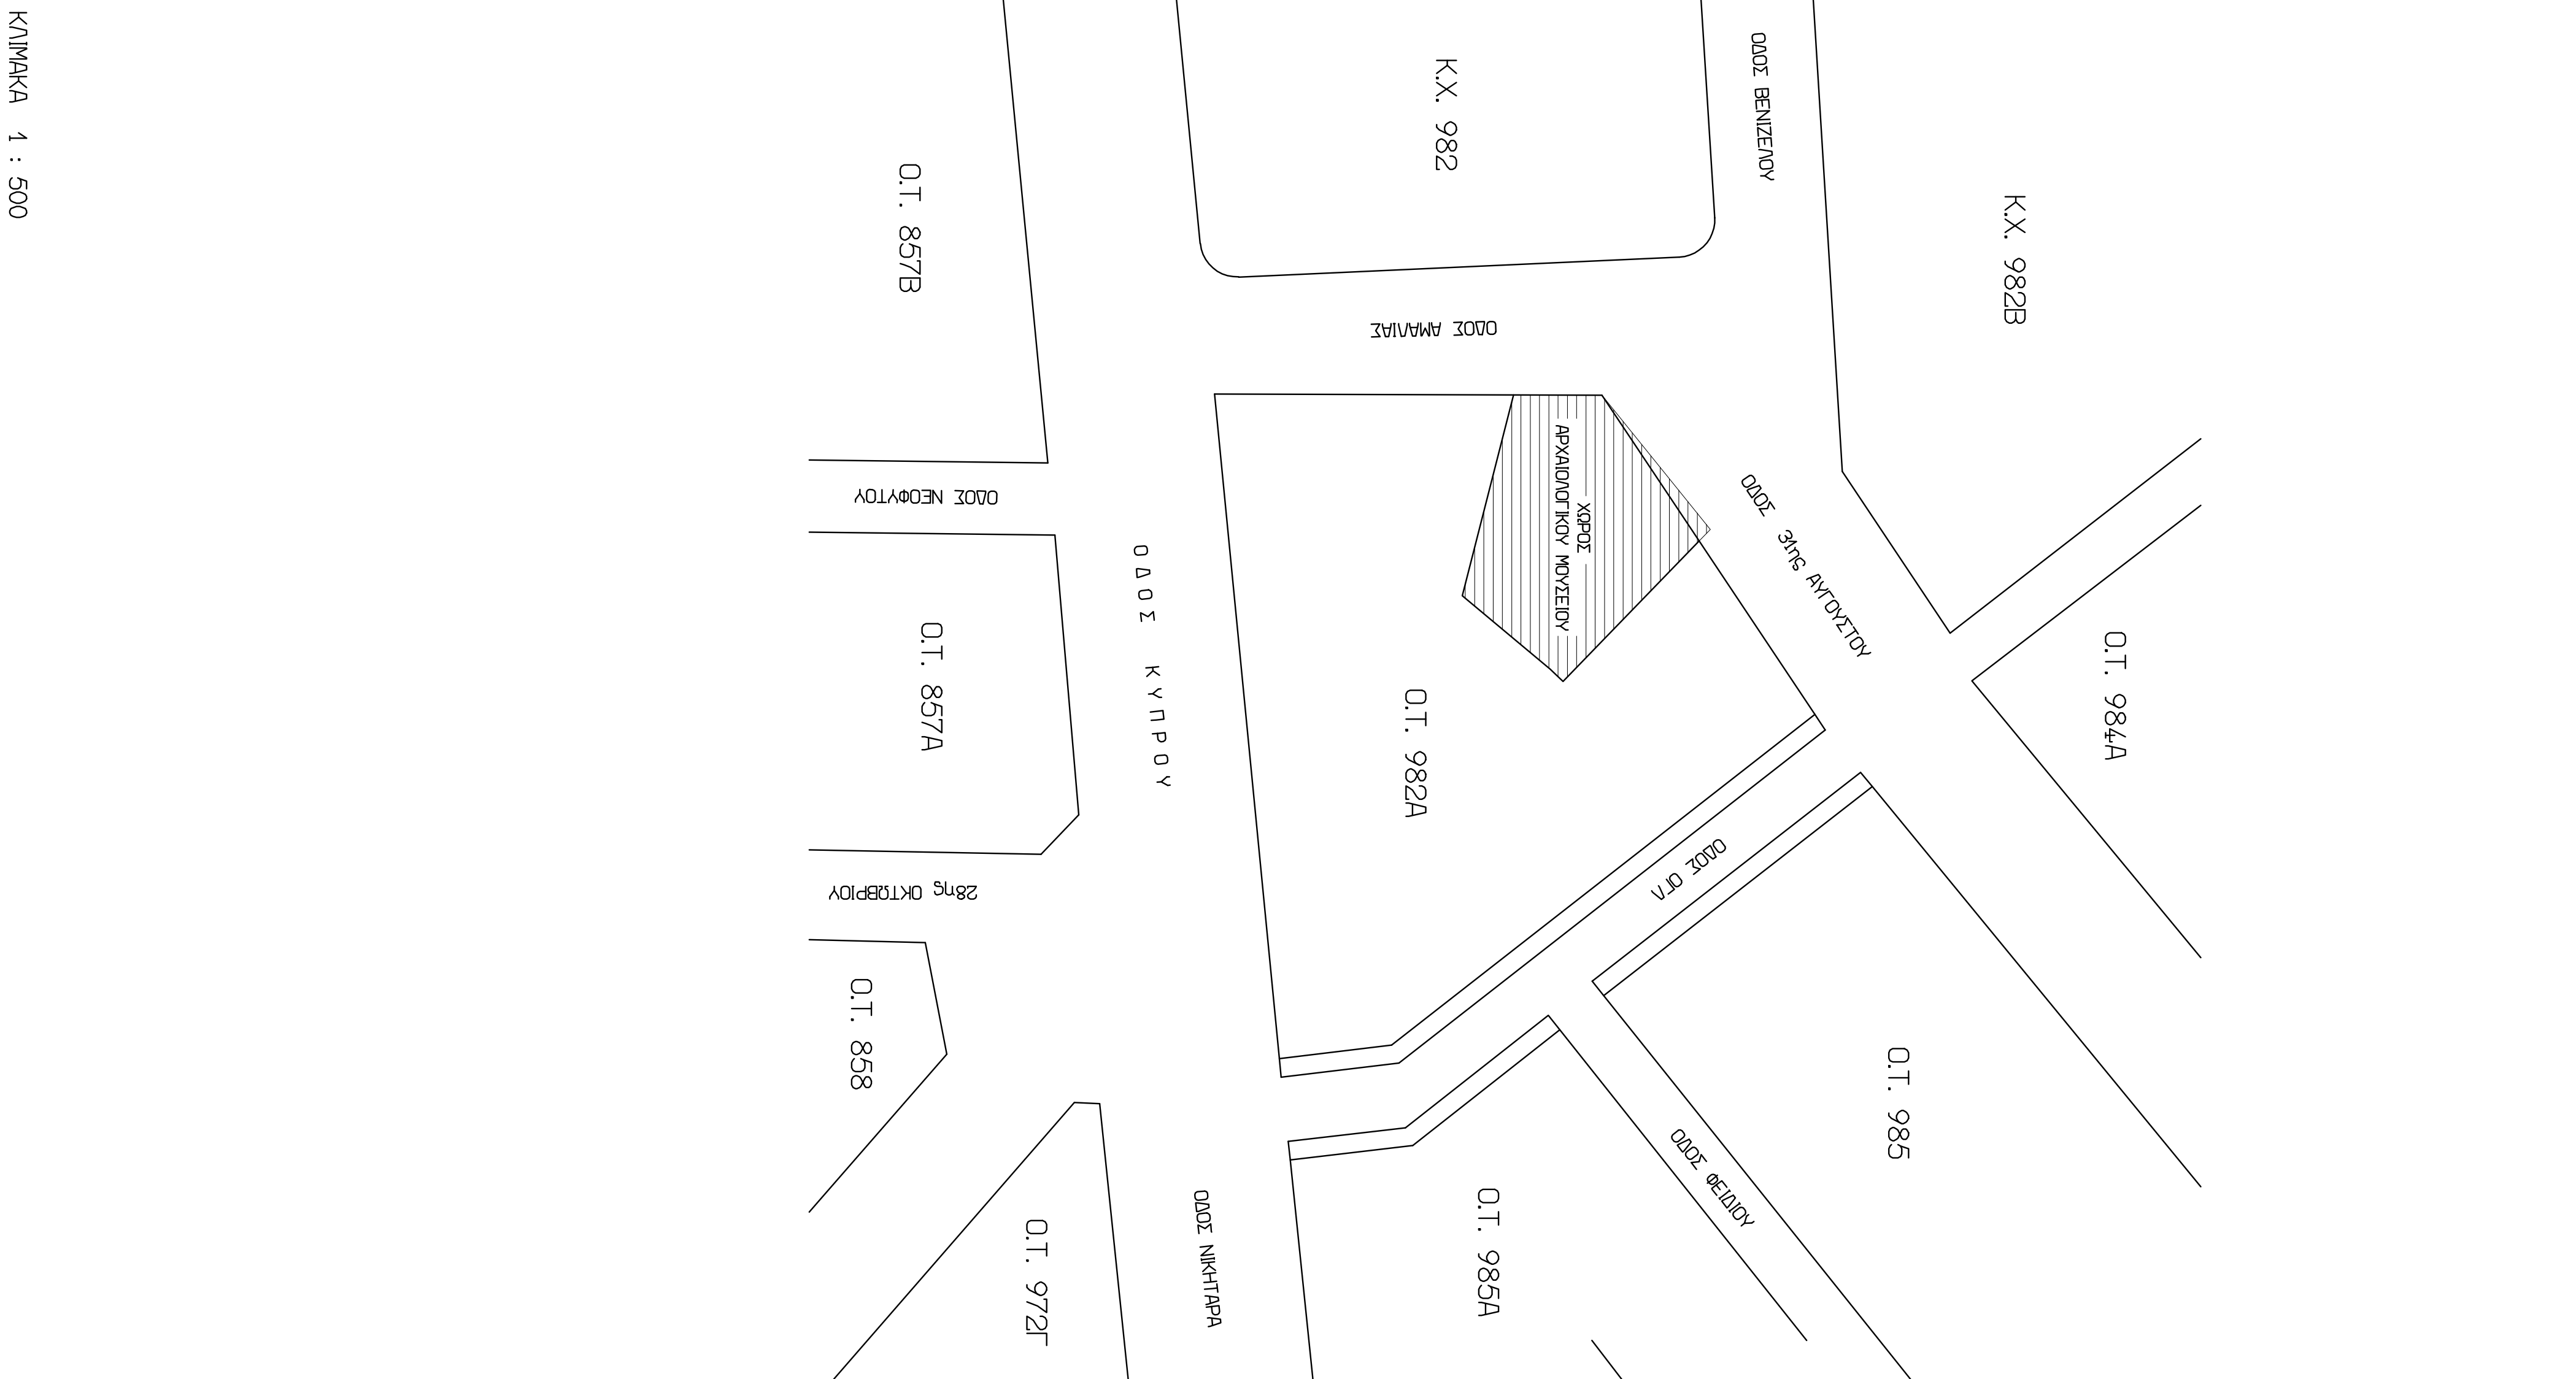 ΚΛΙΜΑΚΑ 1 : 500
Κ.Χ. 982Β
Ο.Τ. 984Α
Ο.Τ. 985
ΟΔΟΣ ΒΕΝΙΖΕΛΟΥ
ΟΔΟΣ 31ης ΑΥΓΟΥΣΤΟΥ
ΟΔΟΣ ΦΕΙΔΙΟΥ
ΟΔΟΣ ΟΓΛ
ΧΩΡΟΣ
ΑΡΧΑΙΟΛΟΓΙΚΟΥ ΜΟΥΣΕΙΟΥ
Κ.Χ. 982
ΟΔΟΣ ΑΜΑΛΙΑΣ
Ο.Τ. 982Α
Ο.Τ. 985Α
ΟΔΟΣ ΚΥΠΡΟΥ
ΟΔΟΣ ΝΙΚΗΤΑΡΑ
Ο.Τ. 857Β
ΟΔΟΣ ΝΕΟΦΥΤΟΥ
Ο.Τ. 857Α
28ης ΟΚΤΩΒΡΙΟΥ
Ο.Τ. 858
Ο.Τ. 972Γ